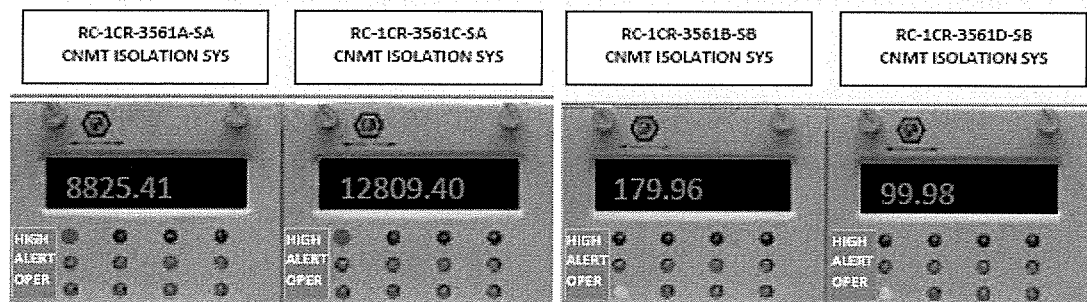 RC-1CR-3561A-SA
CNMT ISOLATION SYS
RC-1CR-3561C-SA
CNMT ISOLATION SYS
RC-1CR-3561B-SB
CNMT ISOLATION SYS
RC-1CR-3561D-SB
CNMT ISOLATION SYS
8825.41
12809.40
179.96
99.98
HIGH
ALERT
OPER
HIGH
ALERT
OPER
HIGH
ALERT
OPER
HIGH
ALERT
OPER